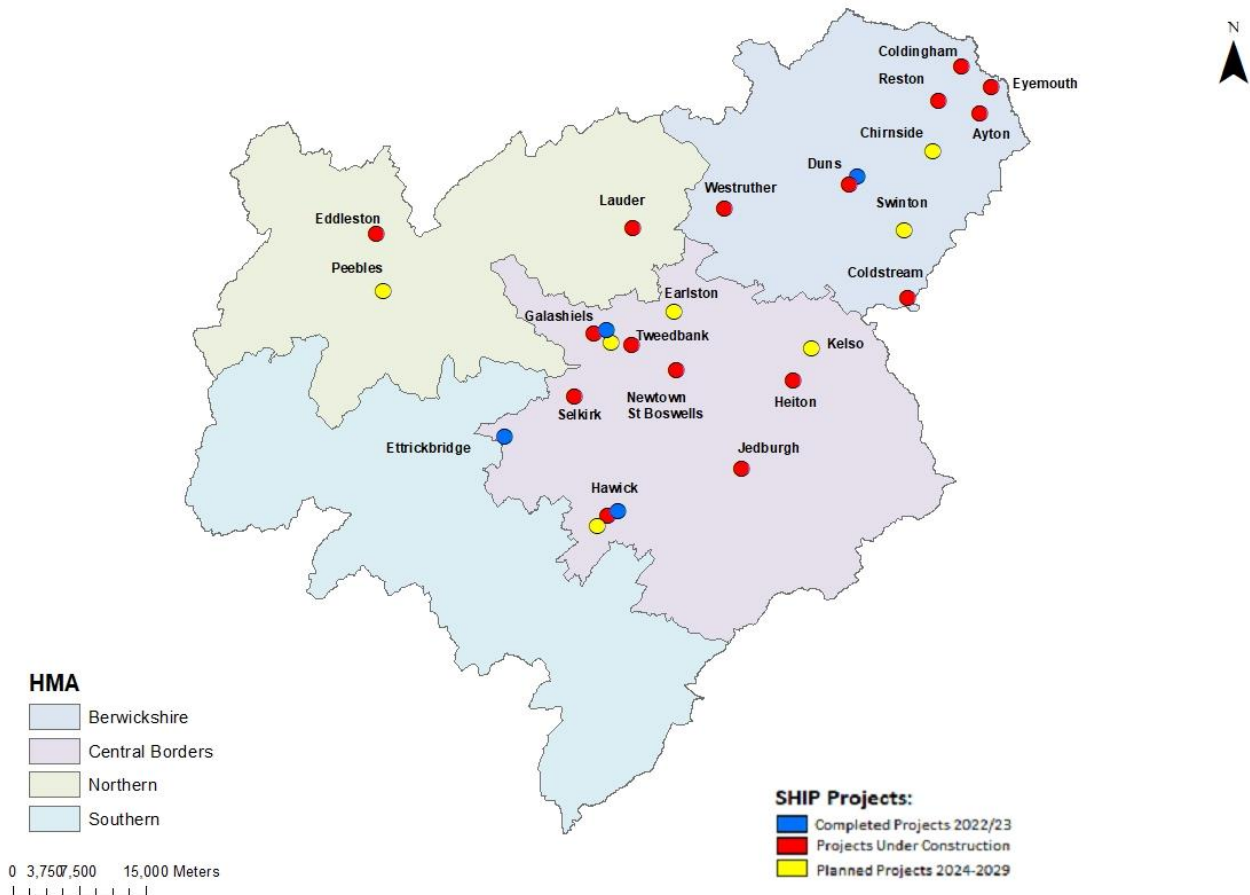 N
Coldingham
Reston
Eyemouth
Chirnside
Ayton
Duns
Westruther
Swinton
Lauder
Eddleston
Peebles
Coldstream
Earlston
Galashiels
Tweedbank
Kelso
Newtown
St Boswells
Heiton
Selkirk
Ettrickbridge
Jedburgh
Hawick
HMA
Berwickshire
Central Borders
Northern
Southern
SHIP Projects:
Completed Projects 2022/23
Projects Under Construction
Planned Projects 2024-2029
0 3,7507,500 15,000 Meters